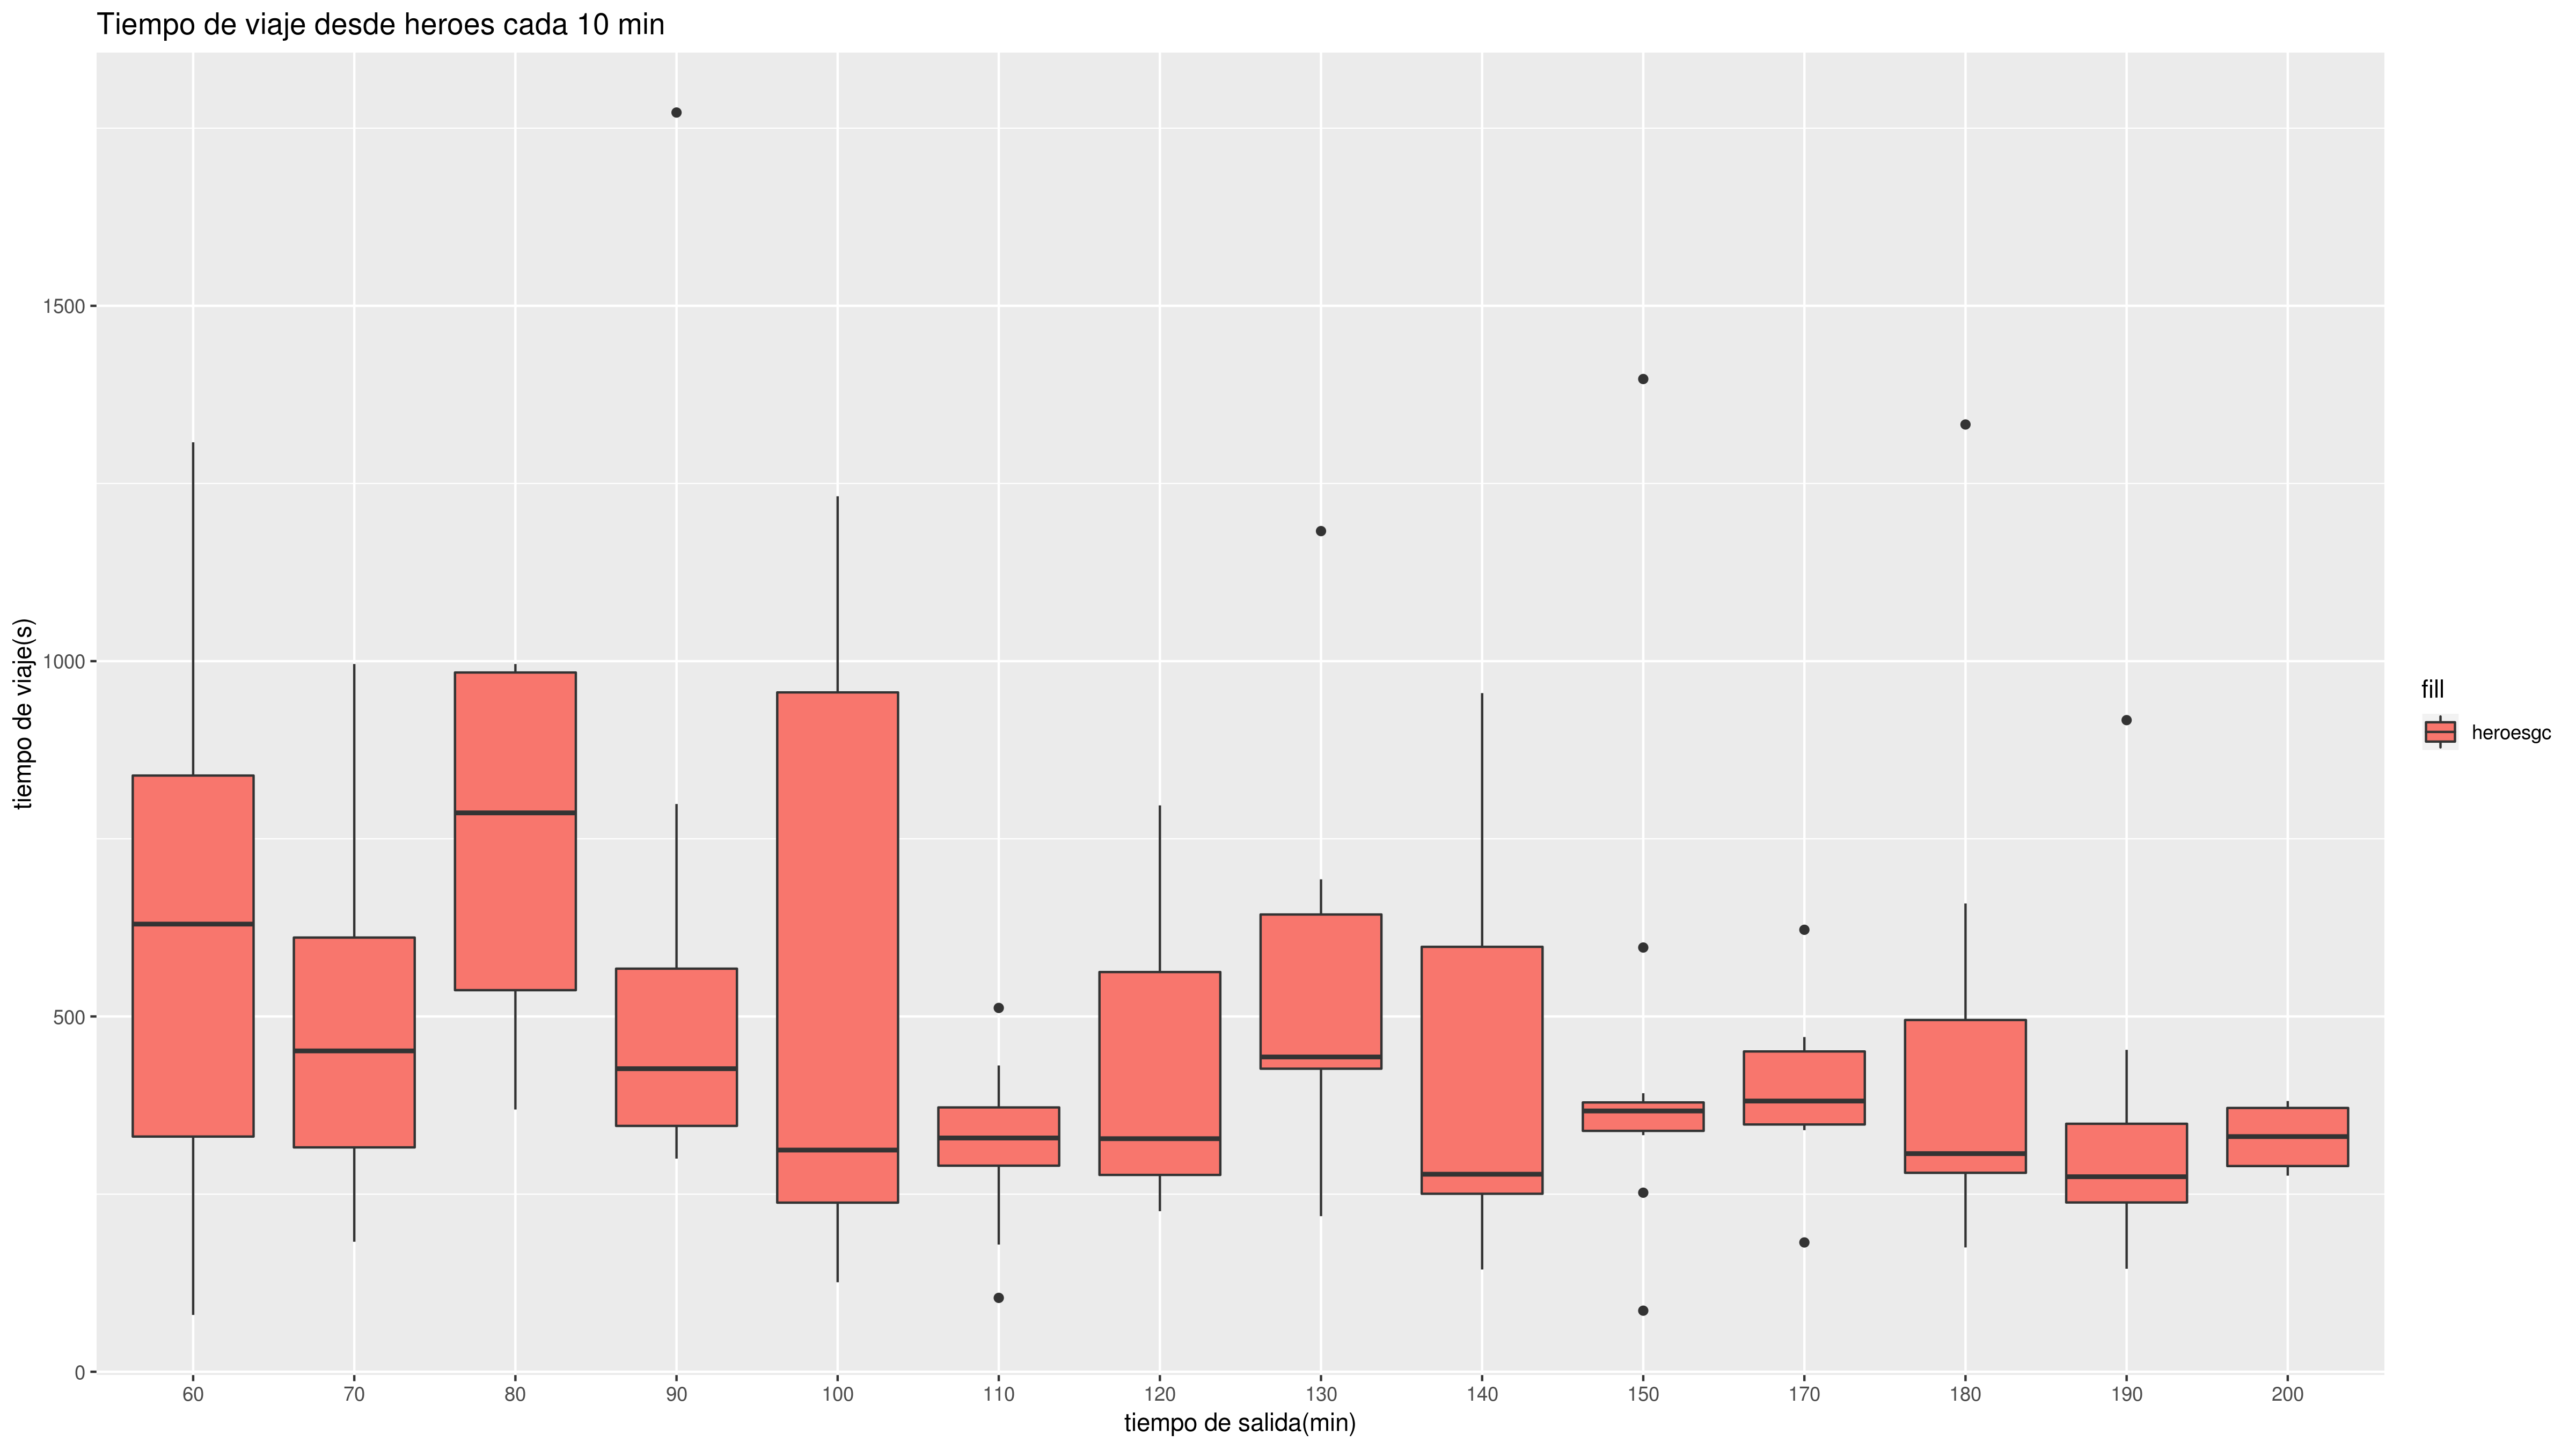 Tiempo de viaje desde heroes cada 10 min
tiempo de viaje(s)
1500
1000
500
0
60 70 80 90 100 110 120 130 140 150 170 180 190 200
tiempo de salida(min)
fill
heroesgc